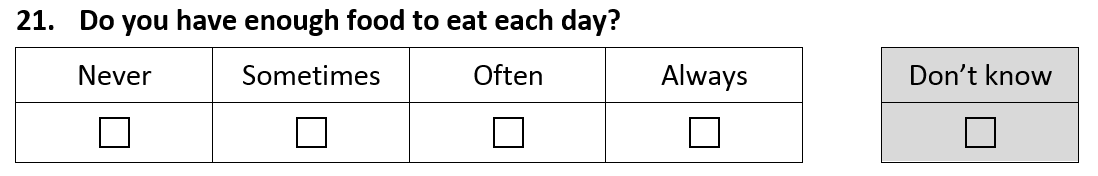 21. Do you have enough food to eat each day?
Never Sometimes Often Always Don’t know